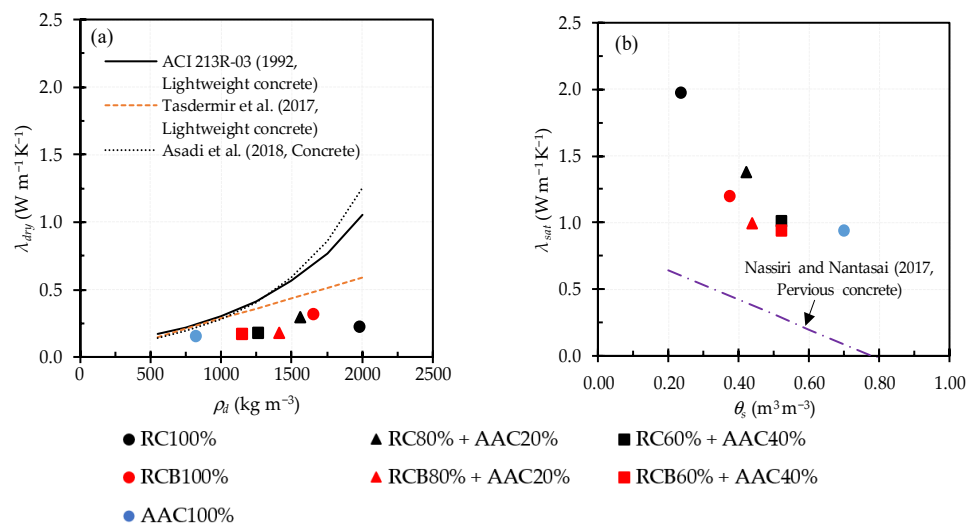 (a)
ACI 213R-03 (1992,
Lightweight concrete)
Tasdermir et al. (2017,
Lightweight concrete)
Asadi et al. (2018, Concrete)
2.5
2.0
1.5
1.0
0.5
0.0
λdry (W m⁻¹ K⁻¹)
0
500
1000
1500
2000
2500
ρd (kg m⁻³)
(b)
2.5
2.0
1.5
1.0
0.5
0.0
λsat (W m⁻¹ K⁻¹)
Nassiri and Nantasai (2017,
Pervious concrete)
0.00
0.20
0.40
0.60
0.80
1.00
θs (m³ m⁻³)
RC100%
RC80% + AAC20%
RC60% + AAC40%
RCB100%
RCB80% + AAC20%
RCB60% + AAC40%
AAC100%